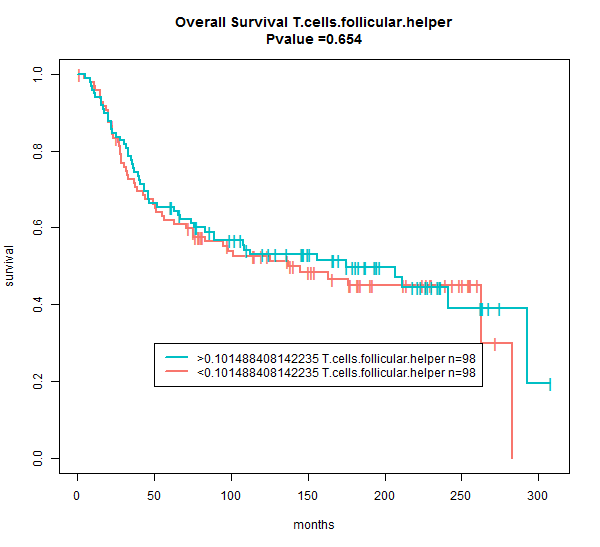 Overall Survival T.cells.follicular.helper
Pvalue =0.654
survival
1.0
0.8
0.6
0.4
0.2
0.0
>0.101488408142235 T.cells.follicular.helper n=98
<0.101488408142235 T.cells.follicular.helper n=98
0 50 100 150 200 250 300
months